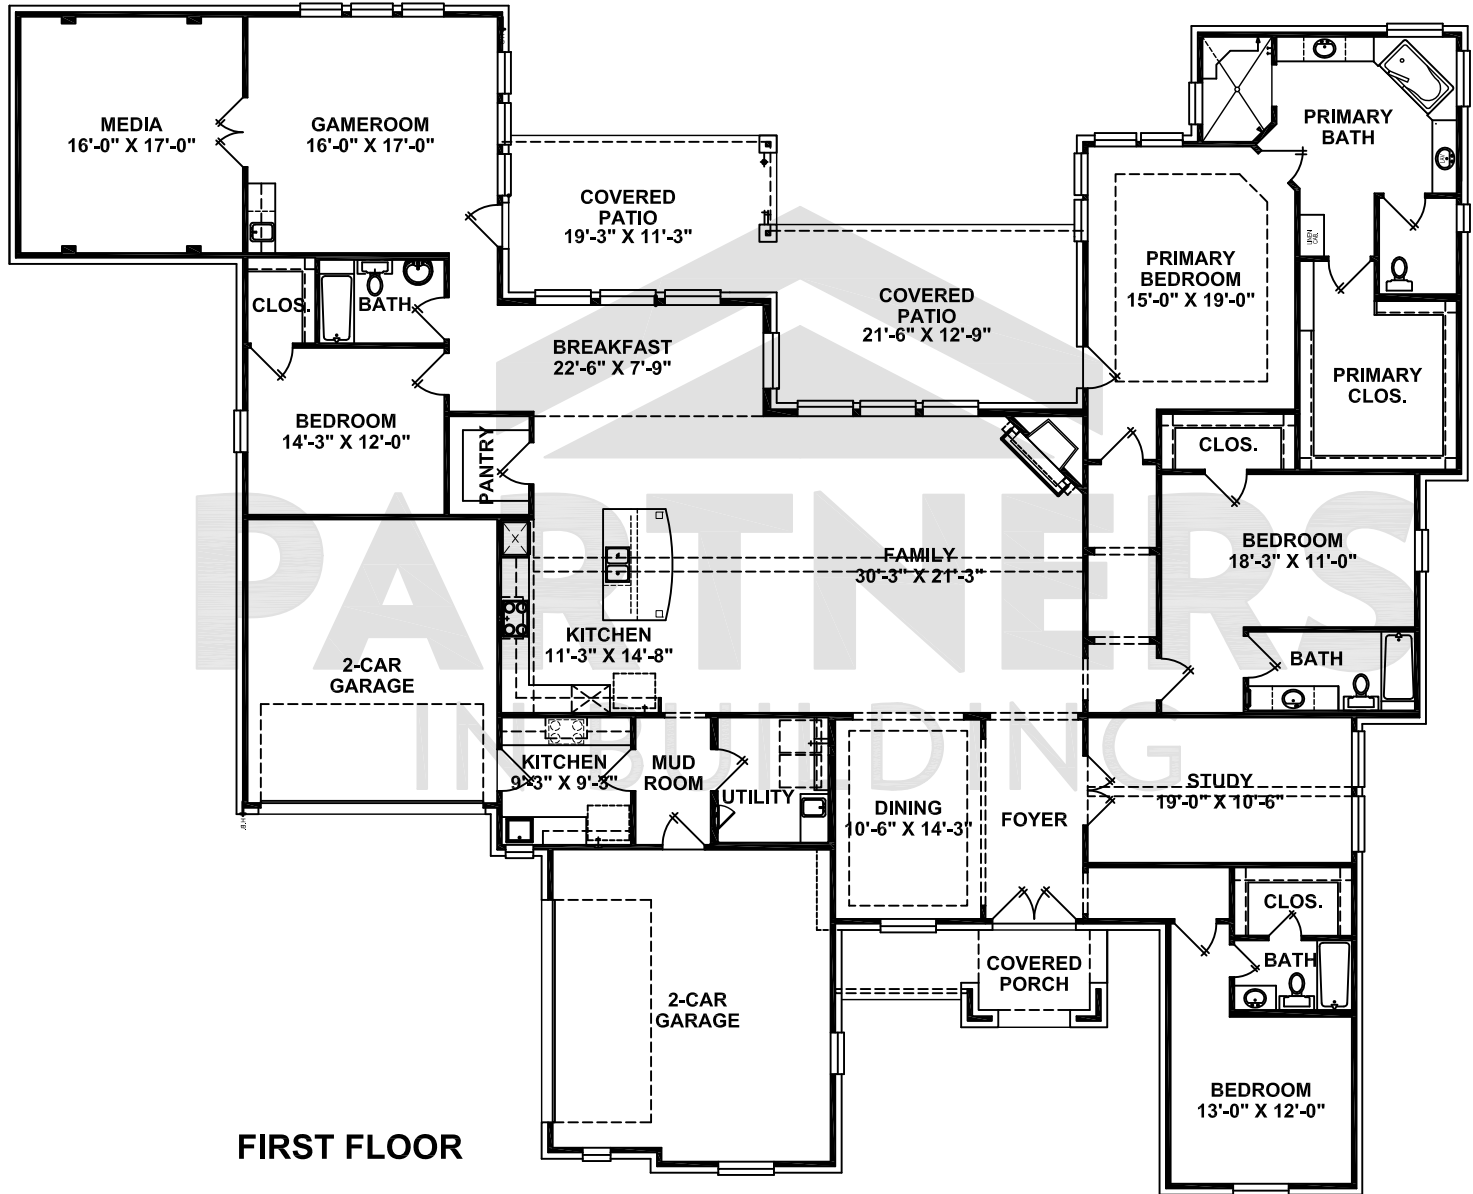 MEDIA
16'-0" X 17'-0"
GAMEROOM
16'-0" X 17'-0"
COVERED
PATIO
19'-3" X 11'-3"
PRIMARY
BATH
LINEN
CAB.
PRIMARY
BEDROOM
15'-0" X 19'-0"
COVERED
PATIO
21'-6" X 12'-9"
CLOS.
BATH
BREAKFAST
22'-6" X 7'-9"
PRIMARY
CLOS.
BEDROOM
14'-3" X 12'-0"
PANTRY
CLOS.
PARTNERS
IN BUILDING
BEDROOM
18'-3" X 11'-0"
FAMILY
30'-3" X 21'-3"
KITCHEN
11'-3" X 14'-8"
BATH
2-CAR
GARAGE
KITCHEN
9'-3" X 9'-3"
MUD
ROOM
UTILITY
DINING
10'-6" X 14'-3"
FOYER
STUDY
19'-0" X 10'-6"
CLOS.
BATH
COVERED
PORCH
2-CAR
GARAGE
BEDROOM
13'-0" X 12'-0"
FIRST FLOOR